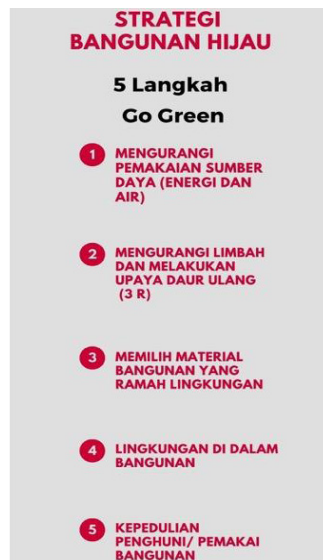 STRATEGI
BANGUNAN HIJAU
5 Langkah
Go Green
1 MENGURANGI
PEMAKAIAN SUMBER
DAYA (ENERGI DAN
AIR)
2 MENGURANGI LIMBAH
DAN MELAKUKAN
UPAYA DAUR ULANG
(3 R)
3 MEMILIH MATERIAL
BANGUNAN YANG
RAMAH LINGKUNGAN
4 LINGKUNGAN DI DALAM
BANGUNAN
5 KEPEDULIAN
PENGHUNI/ PEMAKAI
BANGUNAN